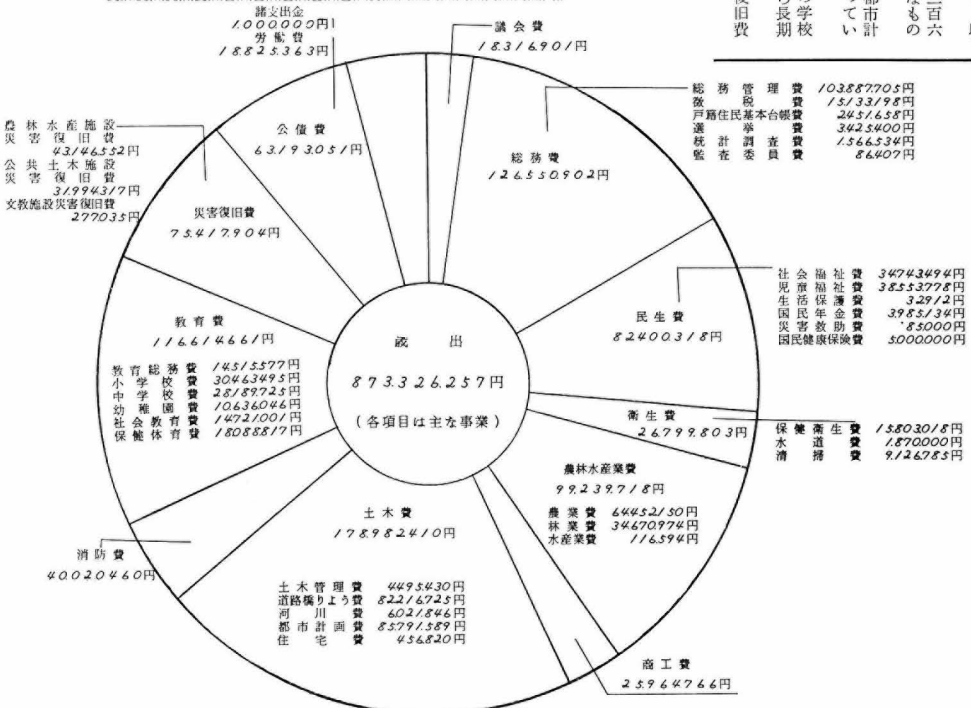 三百六
なもの
都市計
ってい
の学校
ら長期
復旧費
諸支出金
1.000.000円
労働費
18.825.363円
議会費
18.316.901円
総務費
126.550.902円
総務管理費 103.887.705円
徴税費 15.133.198円
戸籍住民基本台帳費 2.451.658円
選挙費 3.425.400円
統計調査費 1.566.534円
監査委員費 86.407円
民生費
82.400.318円
社会福祉費 34.743.494円
児童福祉費 38.553.778円
生活保護費 32.912円
国民年金費 3.985.134円
災害救助費 85.000円
国民健康保険費 5.000.000円
衛生費
26.799.803円
保健衛生費 15.803.018円
水道費 1.870.000円
清掃費 9.126.785円
農林水産業費
99.239.718円
農業費 64.452.150円
林業費 34.670.974円
水産業費 116.594円
商工費
25.964.766円
土木費
178.982.410円
土木管理費 4.495.430円
道路橋りよう費 82.216.725円
河川費 6.021.846円
都市計画費 85.791.589円
住宅費 456.820円
消防費
40.020.460円
教育費
116.614.661円
教育総務費 14.515.577円
小学校費 30.463.495円
中学校費 28.189.725円
幼稚園費 10.636.046円
社会教育費 14.721.001円
保健体育費 18.088.817円
災害復旧費
75.417.904円
農林水産施設
災害復旧費
43.146.552円
公共土木施設
災害復旧費
31.994.317円
文教施設災害復旧費
277.035円
公債費
63.193.051円
歳出
873.326.257円
(各項目は主な事業)